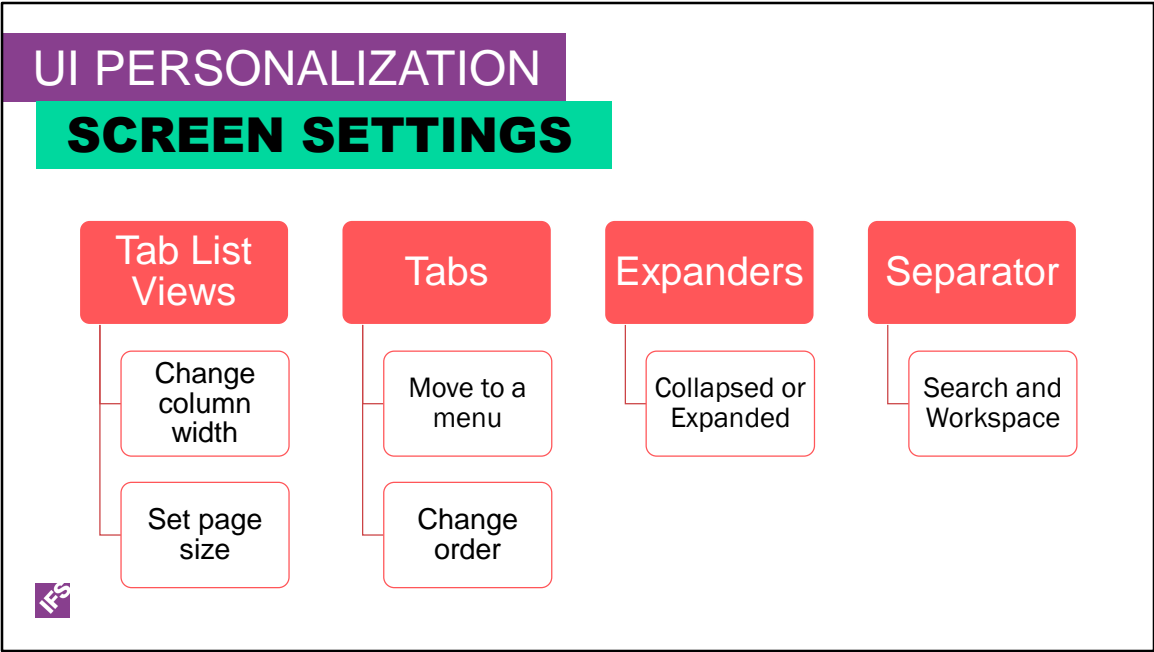 UI PERSONALIZATION
SCREEN SETTINGS
Tab List
Views
Change
column
width
Set page
size
Tabs
Move to a
menu
Change
order
Expanders
Collapsed or
Expanded
Separator
Search and
Workspace
IFS